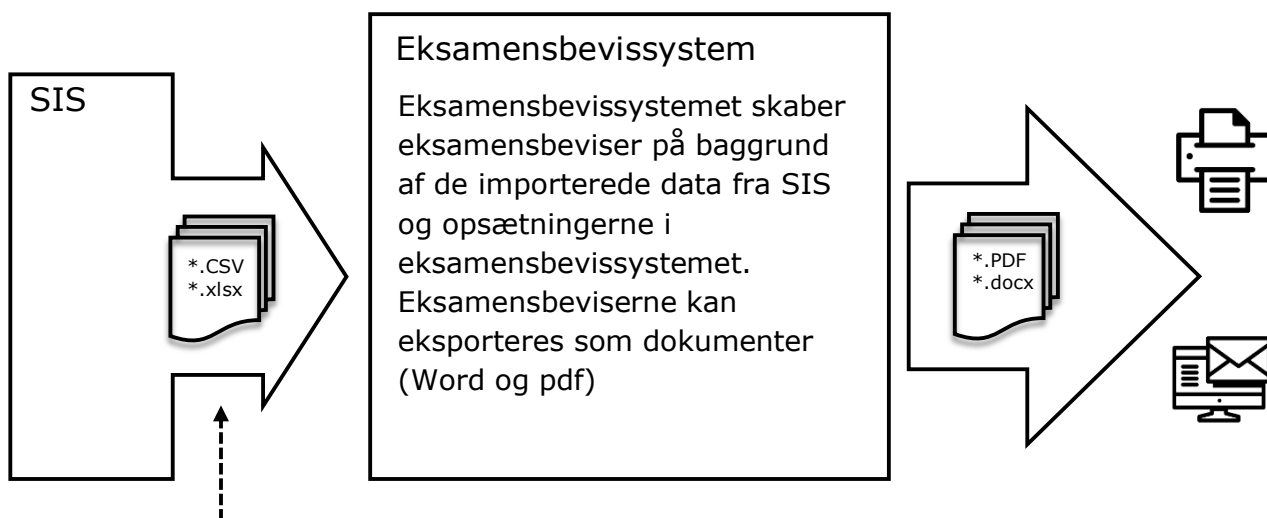 SIS
*.CSV
*.xlsx
Eksamensbevissystem
Eksamensbevissystemet skaber
eksamensbeviser på baggrund
af de importerede data fra SIS
og opsætningerne i
eksamensbevissystemet.
Eksamensbeviserne kan
eksporteres som dokumenter
(Word og pdf)
*.PDF
*.docx